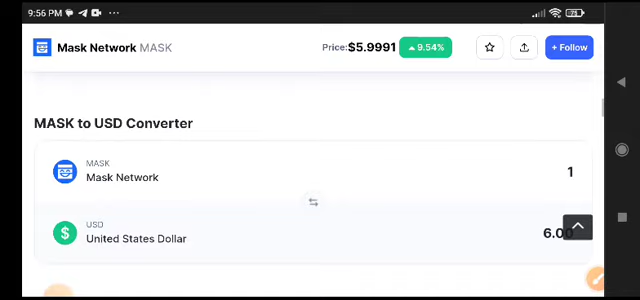 9:56 PM
Mask Network MASK Price:$5.9991 9.54% + Follow
MASK to USD Converter
MASK
Mask Network 1
USD
United States Dollar 6.00